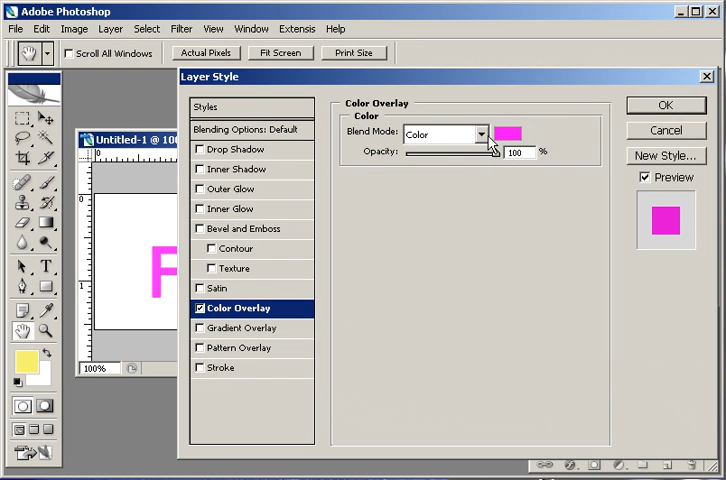 Adobe Photoshop
File Edit Image Layer Select Filter View Window Extensis Help
Scroll All Windows Actual Pixels Fit Screen Print Size
Layer Style
Untitled-1 @ 100
0
0
1
F
100%
Styles
Blending Options: Default
Drop Shadow
Inner Shadow
Outer Glow
Inner Glow
Bevel and Emboss
Contour
Texture
Satin
Color Overlay
Gradient Overlay
Pattern Overlay
Stroke
Color Overlay
Color
Blend Mode: Color
Opacity: 100 %
OK
Cancel
New Style...
Preview
T